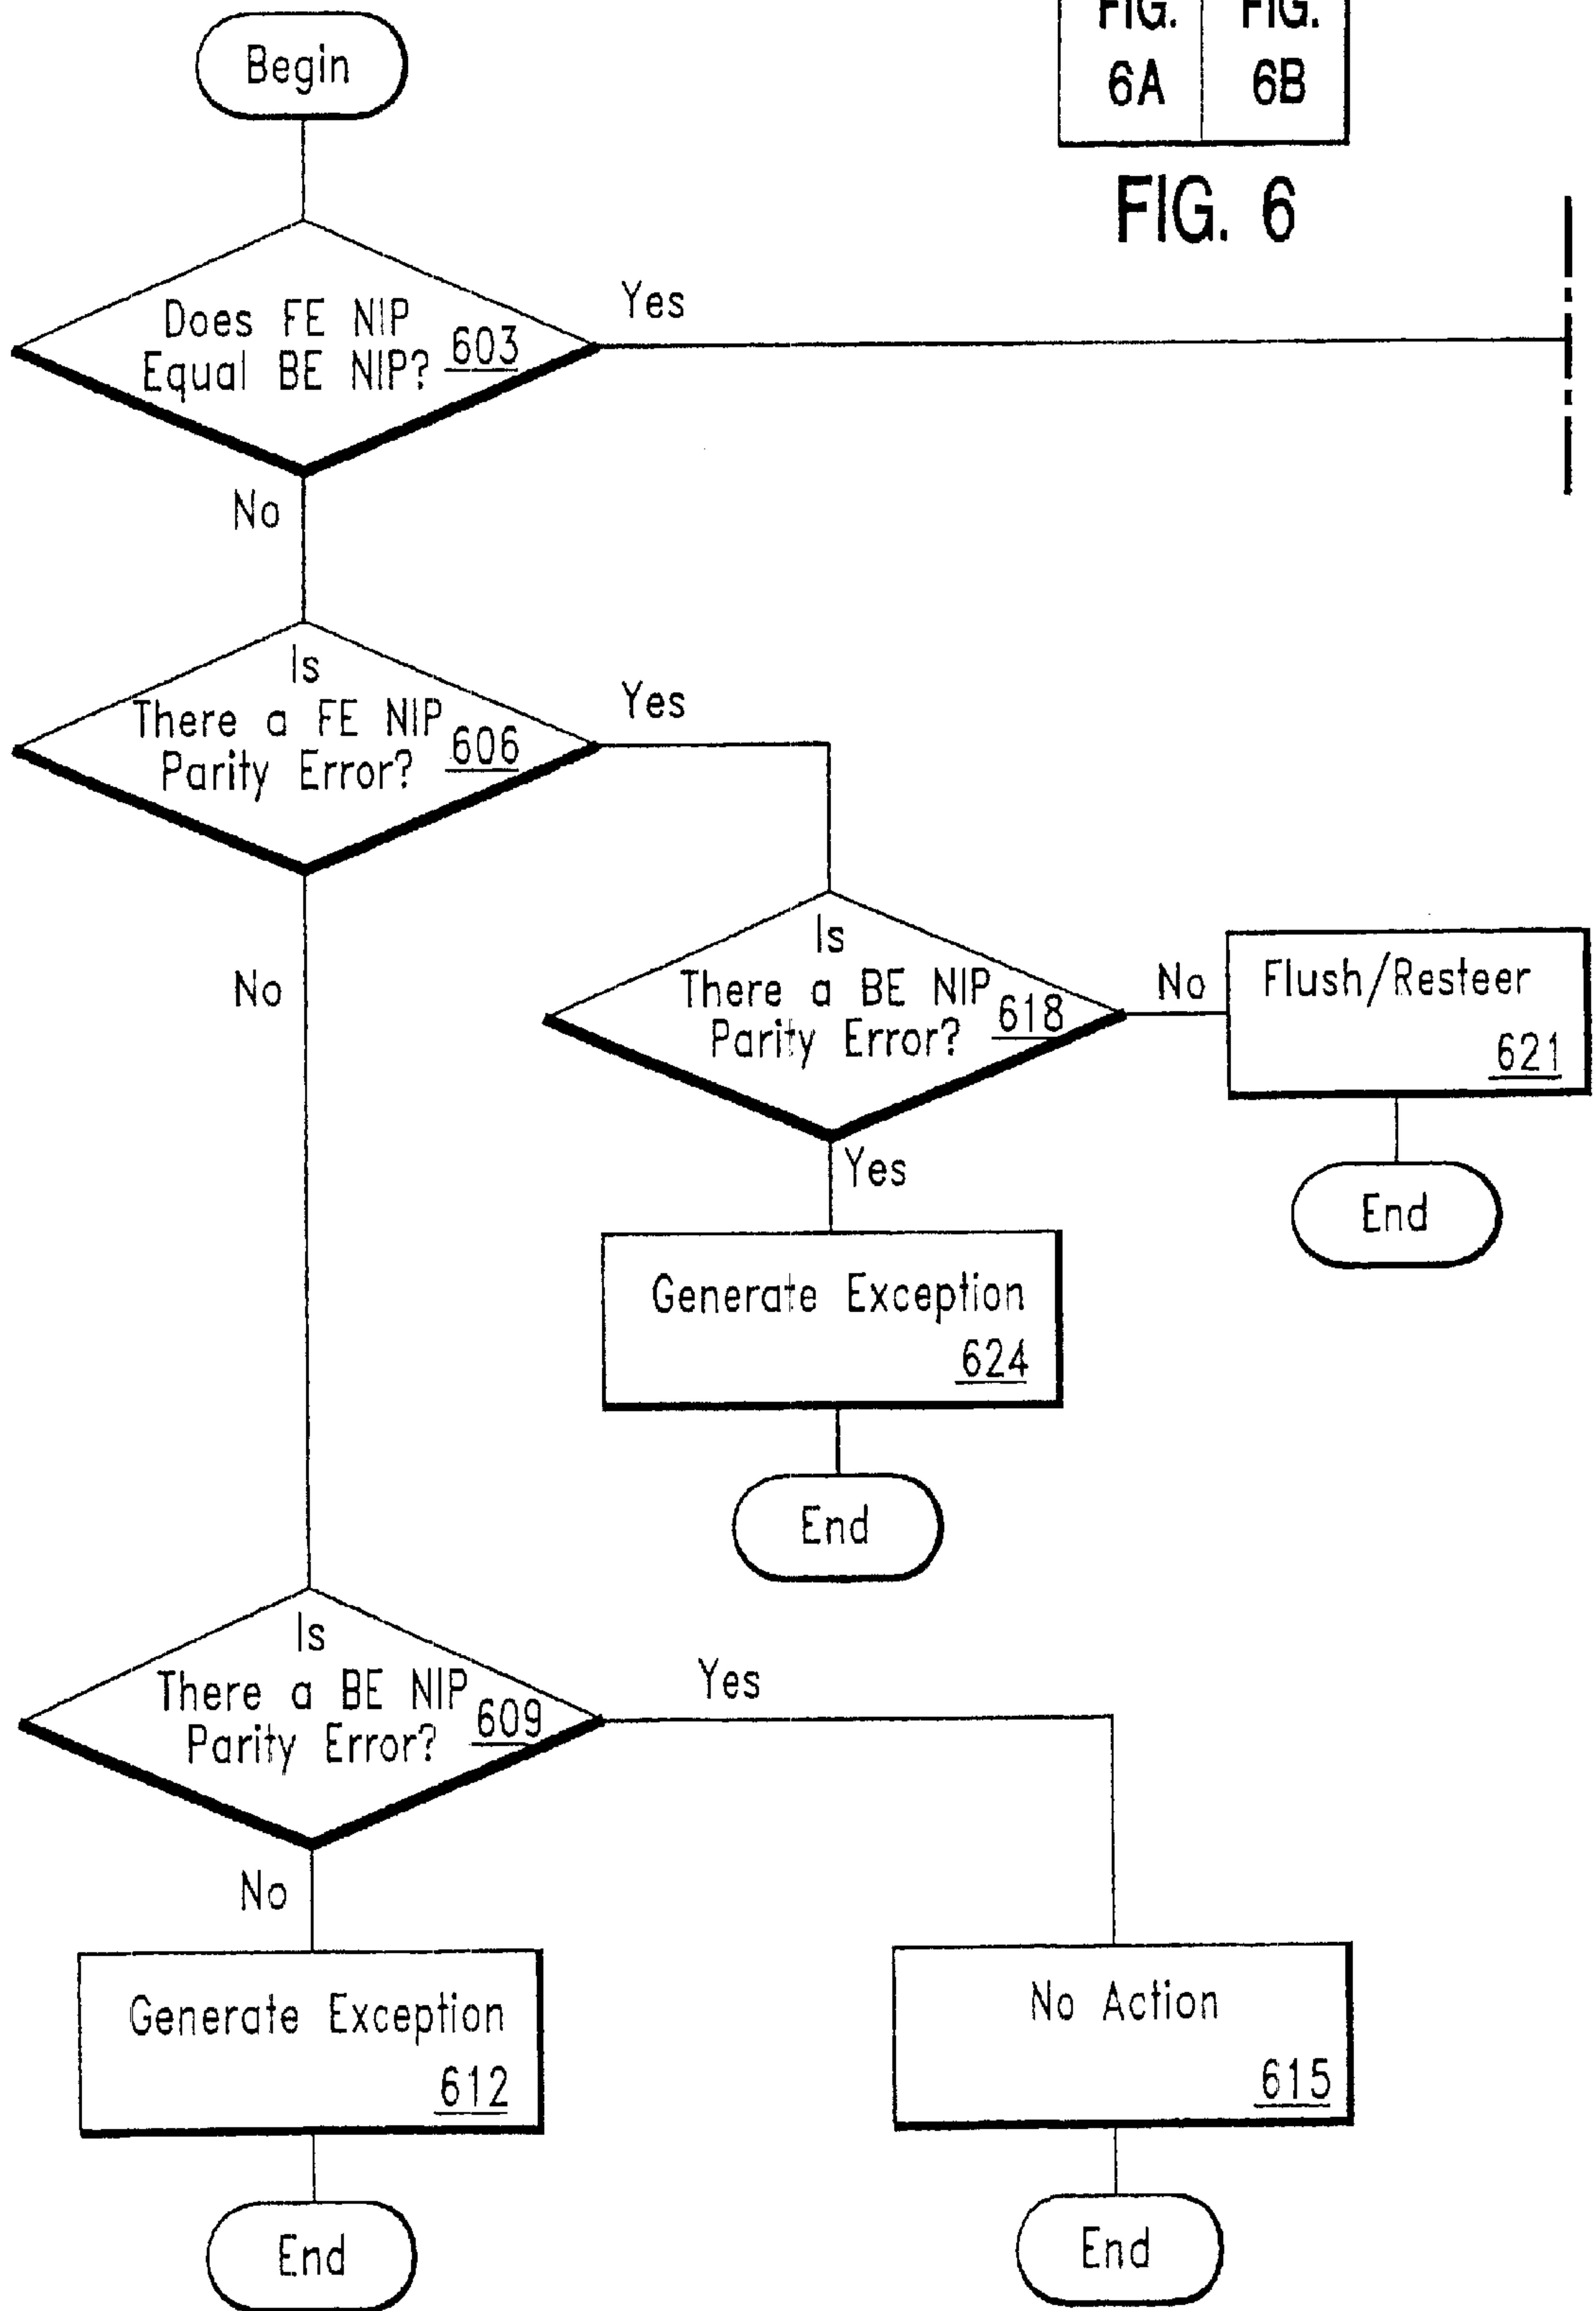 FIG. FIG.
6A 6B
FIG. 6
Begin
Does FE NIP
Equal BE NIP? 603
Yes
No
Is
There a FE NIP
Parity Error? 606
Yes
No
Is
There a BE NIP
Parity Error? 618
No
Flush/Resteer
621
End
Yes
Generate Exception
624
End
Is
There a BE NIP
Parity Error? 609
Yes
No
Generate Exception
612
End
No Action
615
End